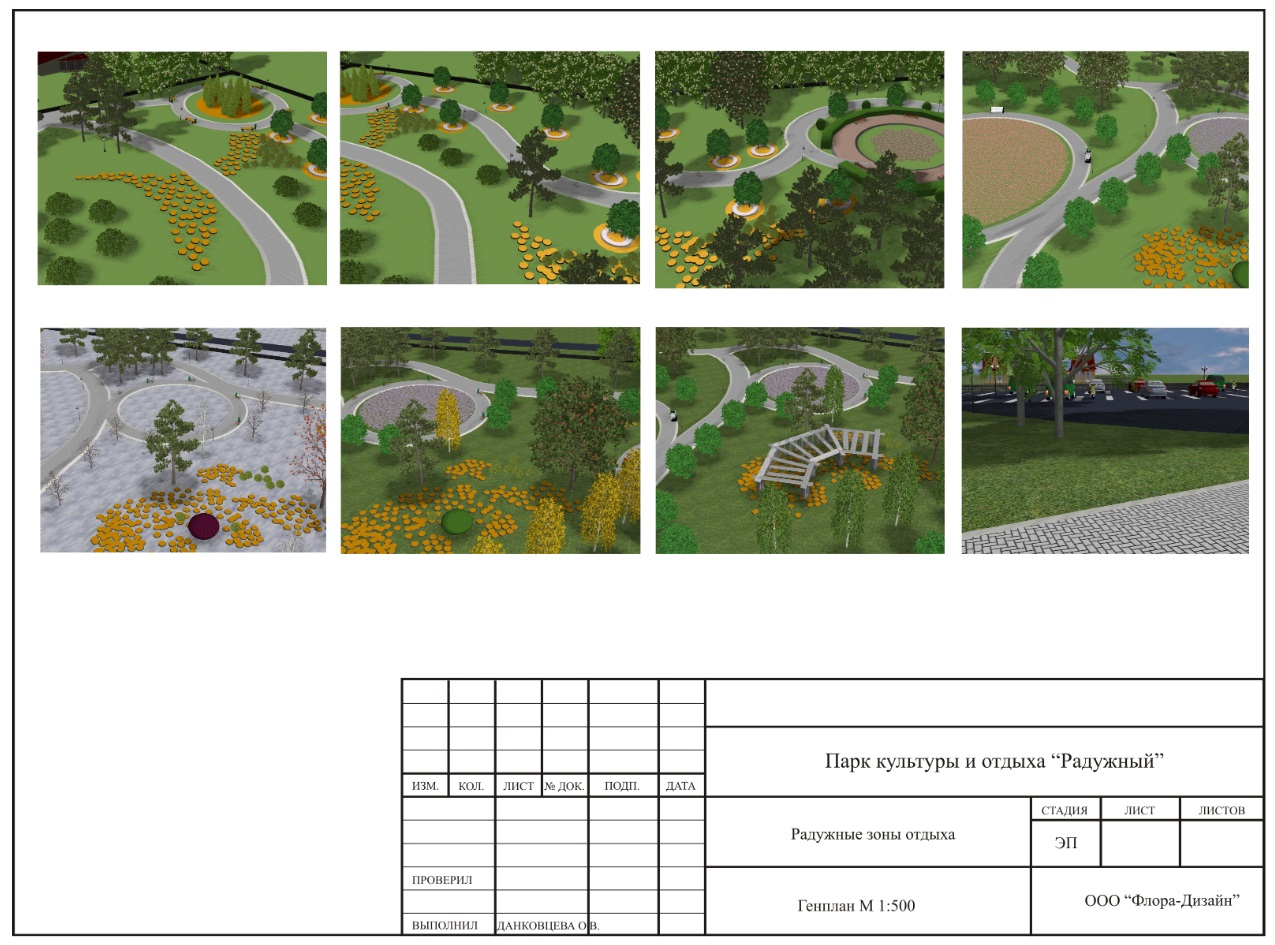 Парк культуры и отдыха “Радужный”
ИЗМ. КОЛ. ЛИСТ № ДОК. ПОДП. ДАТА
СТАДИЯ ЛИСТ ЛИСТОВ
Радужные зоны отдыха
ЭП
ПРОВЕРИЛ
Генплан М 1:500
ООО “Флора-Дизайн”
ВЫПОЛНИЛ ДАНКОВЦЕВА О.В.